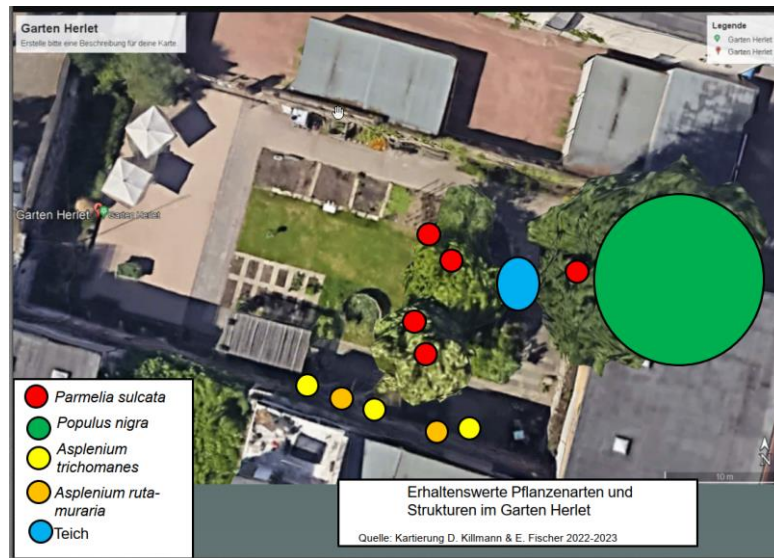 Garten Herlet
Erstelle bitte eine Beschreibung für deine Karte.
Legende
Garten Herlet
Garten Herlet
Garten Herlet
Garten Herlet
Parmelia sulcata
Populus nigra
Asplenium
trichomanes
Asplenium ruta-
muraria
Teich
10 m
N
Erhaltenswerte Pflanzenarten und
Strukturen im Garten Herlet
Quelle: Kartierung D. Killmann & E. Fischer 2022-2023